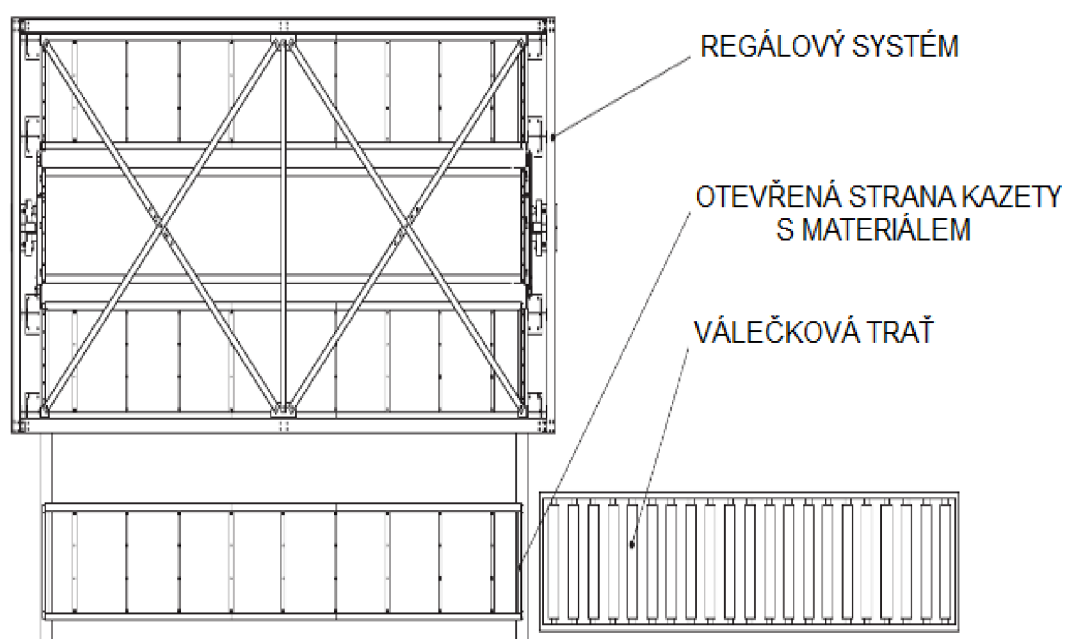 REGÁLOVÝ SYSTÉM
OTEVŘENÁ STRANA KAZETY
S MATERIÁLEM
VÁLEČKOVÁ TRAŤ